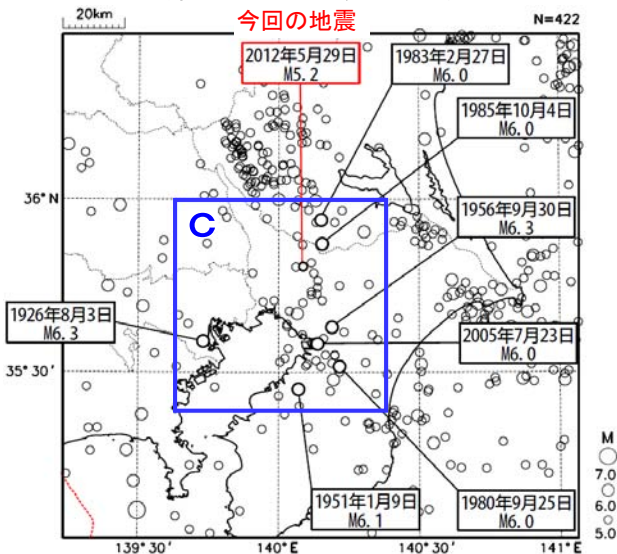 20km
今回の地震
N=422
2012年5月29日
M5.2
1983年2月27日
M6.0
1985年10月4日
M6.0
36°N
C
1956年9月30日
M6.3
1926年8月3日
M6.3
2005年7月23日
M6.0
35°30'
M
7.0
6.0
5.0
1951年1月9日
M6.1
1980年9月25日
M6.0
139°30'
140°E
140°30'
141°E